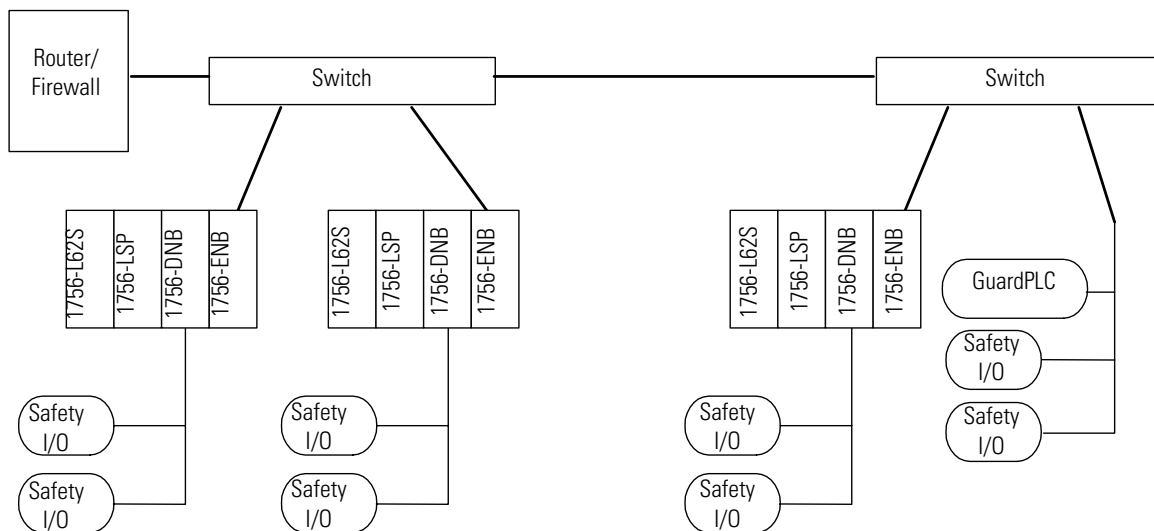 Router/
Firewall
Switch
Switch
1756-L62S
1756-LSP
1756-DNB
1756-ENB
1756-L62S
1756-LSP
1756-DNB
1756-ENB
1756-L62S
1756-LSP
1756-DNB
1756-ENB
GuardPLC
Safety
I/O
Safety
I/O
Safety
I/O
Safety
I/O
Safety
I/O
Safety
I/O
Safety
I/O
Safety
I/O